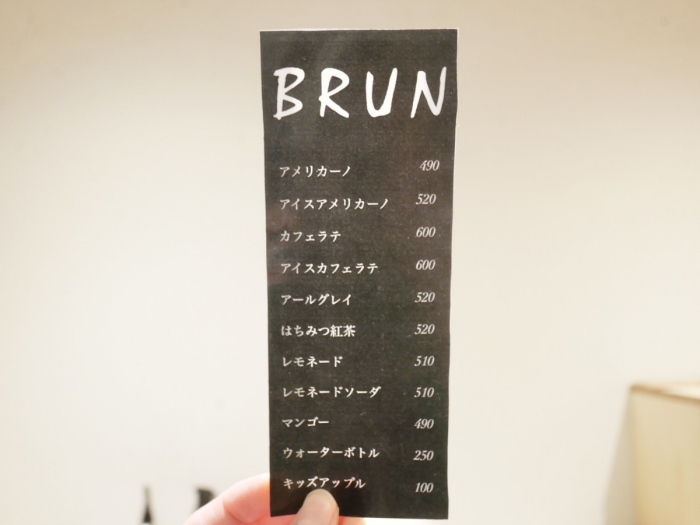 BRUN
アメリカーノ 490
アイスアメリカーノ 520
カフェラテ 600
アイスカフェラテ 600
アールグレイ 520
はちみつ紅茶 520
レモネード 510
レモネードソーダ 510
マンゴー 490
ウォーターボトル 250
キッズアップル 100